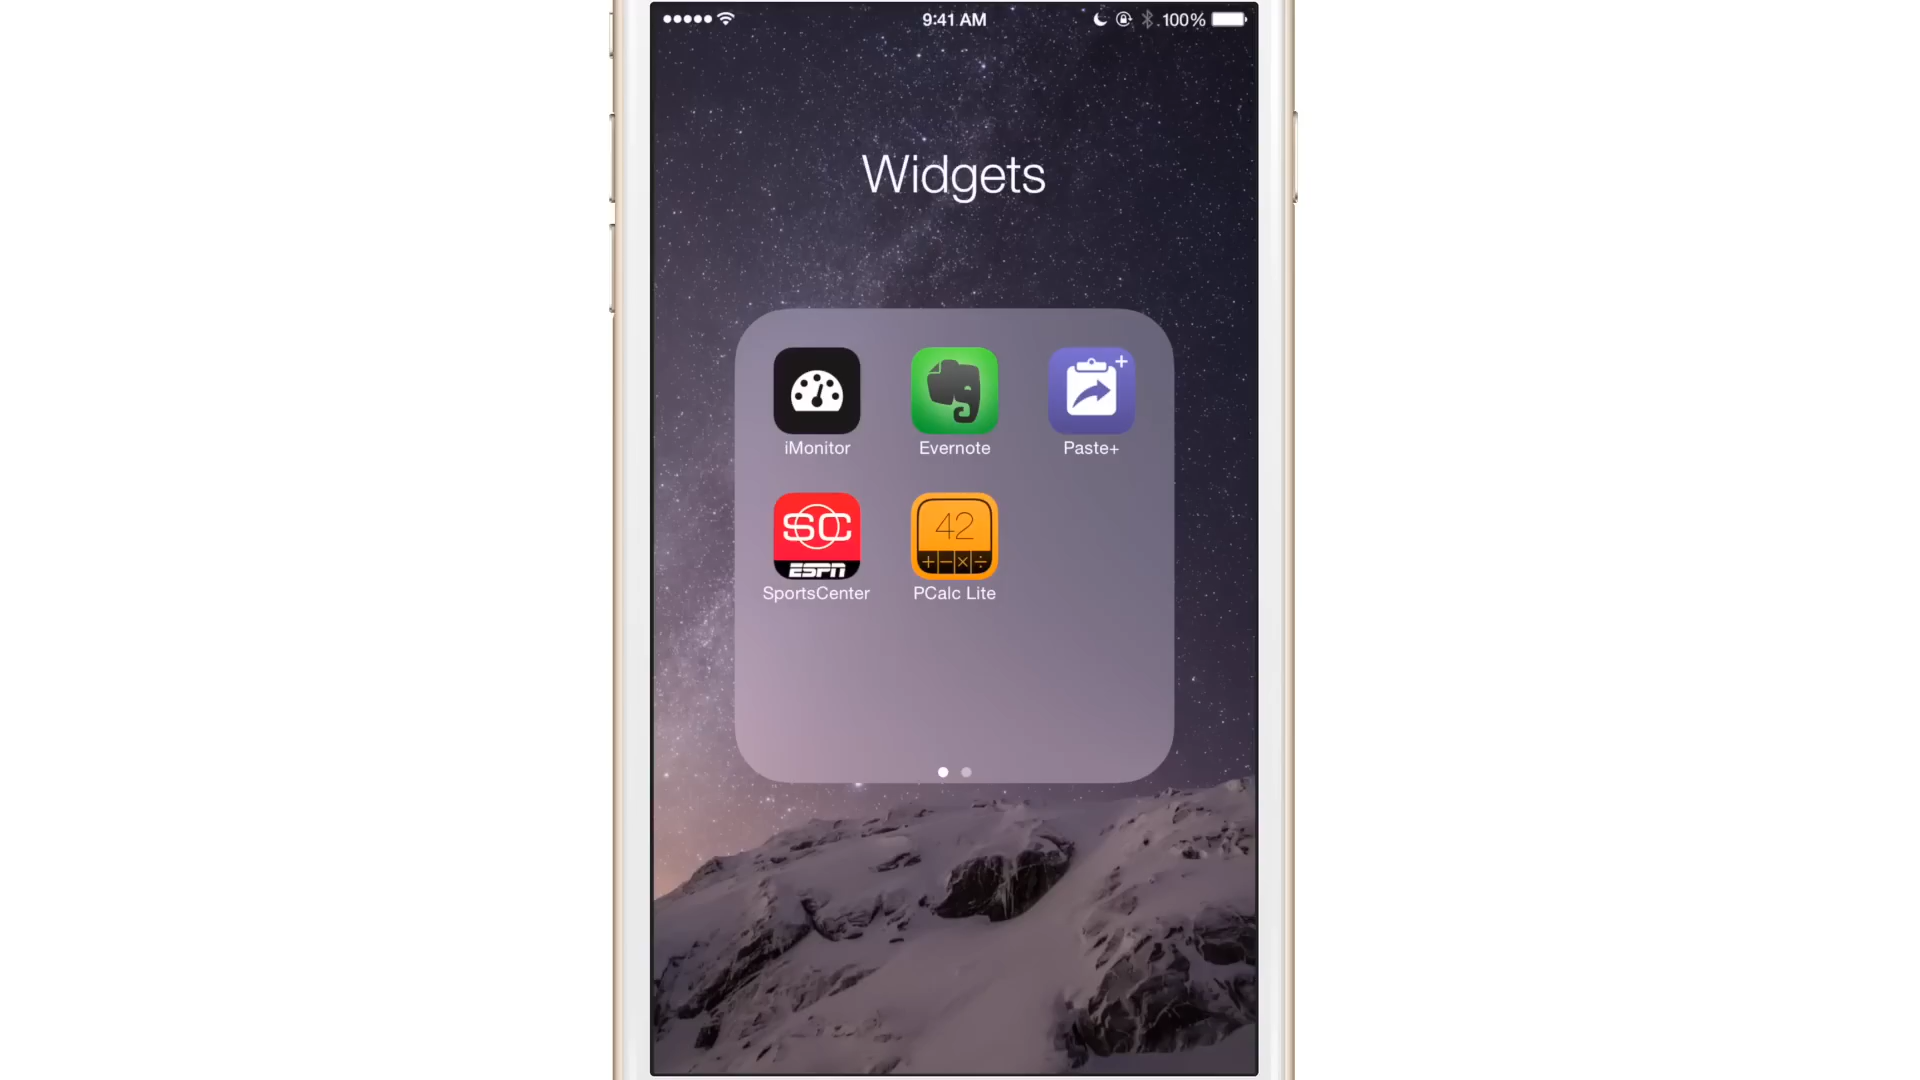 9:41 AM
100%
Widgets
iMonitor
Evernote
Paste+
SC
ESPN
SportsCenter
42
+ − × ÷
PCalc Lite